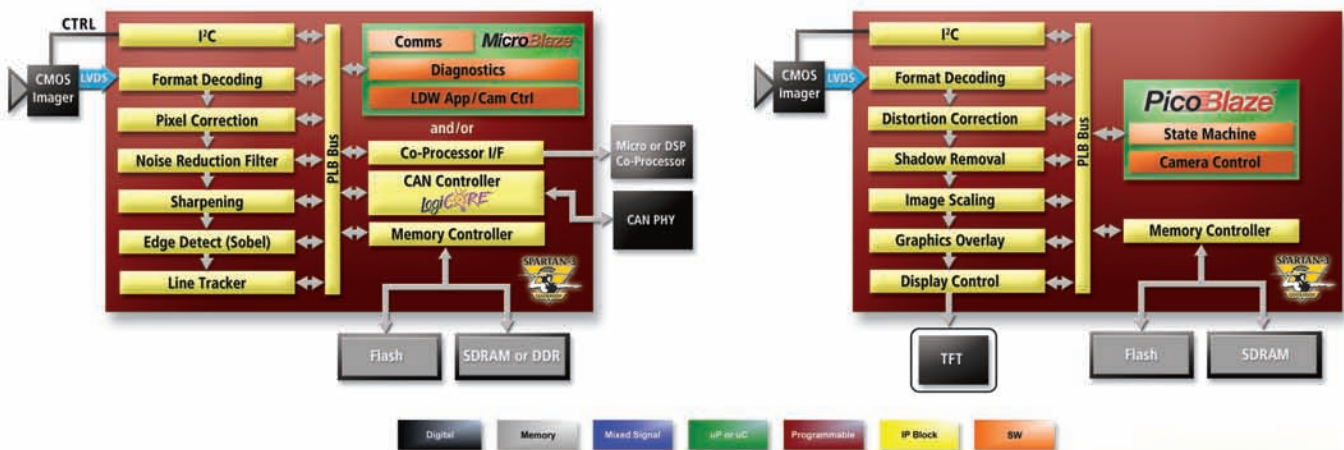 CTRL
I²C
CMOS
Imager
LVDS
Format Decoding
Pixel Correction
Noise Reduction Filter
Sharpening
Edge Detect (Sobel)
Line Tracker
PLB Bus
Comms
MicroBlaze
Diagnostics
LDW App/Cam Ctrl
and/or
Co-Processor I/F
CAN Controller
LogiCORE
Memory Controller
SPARTAN-3
Micro or DSP
Co-Processor
CAN PHY
Flash
SDRAM or DDR
I²C
CMOS
Imager
LVDS
Format Decoding
Distortion Correction
Shadow Removal
Image Scaling
Graphics Overlay
Display Control
PLB Bus
PicoBlaze
State Machine
Camera Control
Memory Controller
SPARTAN-3
TFT
Flash
SDRAM
Digital
Memory
Mixed Signal
uP or uC
Programmable
IP Block
SW